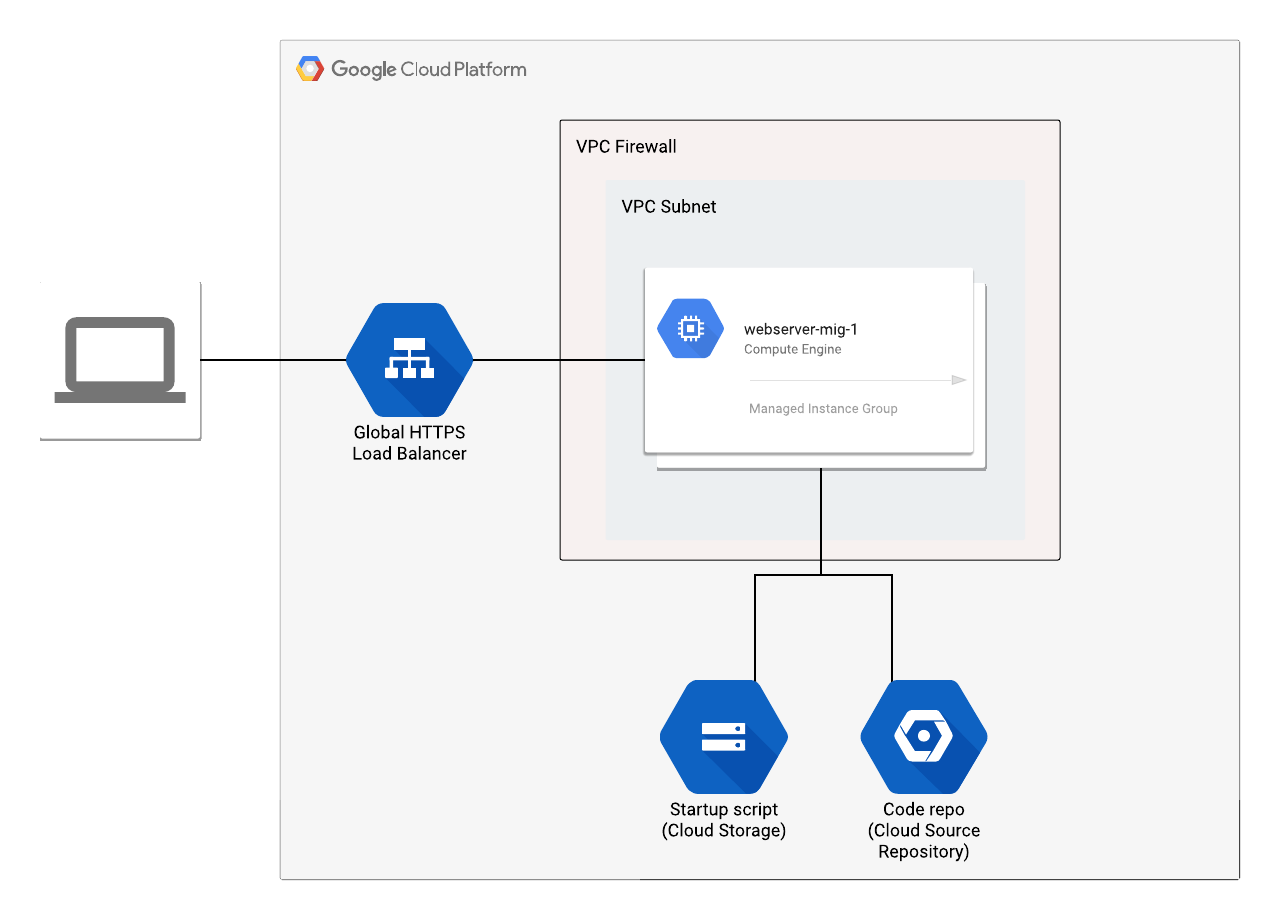 Google Cloud Platform
VPC Firewall
VPC Subnet
webserver-mig-1
Compute Engine
Managed Instance Group
Global HTTPS
Load Balancer
Startup script
(Cloud Storage)
Code repo
(Cloud Source
Repository)